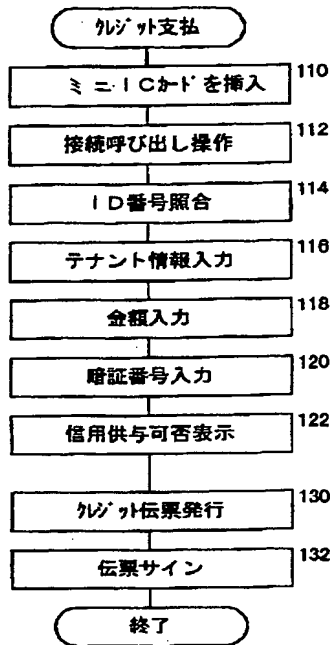 クレジット支払
110
ミニICカードを挿入
112
接続呼び出し操作
114
ID番号照合
116
テナント情報入力
118
金額入力
120
暗証番号入力
122
信用供与可否表示
130
クレジット伝票発行
132
伝票サイン
終了